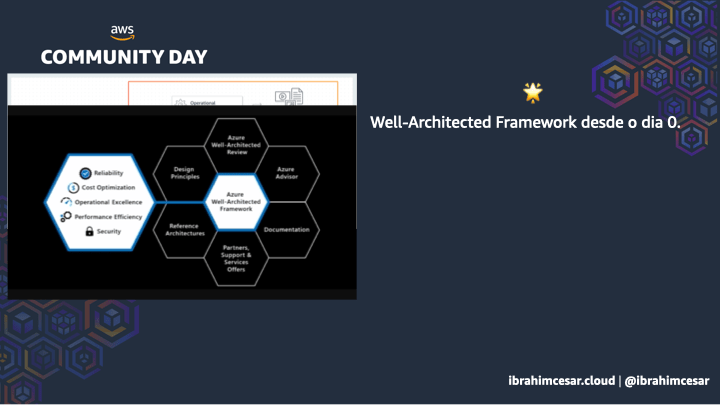 aws
COMMUNITY DAY
Operational
Reliability
Cost Optimization
Operational Excellence
Performance Efficiency
Security
Design
Principles
Azure
Well-Architected
Review
Azure
Advisor
Azure
Well-Architected
Framework
Reference
Architectures
Documentation
Partners,
Support &
Services
Offers
Well-Architected Framework desde o dia 0.
ibrahimcesar.cloud | @ibrahimcesar